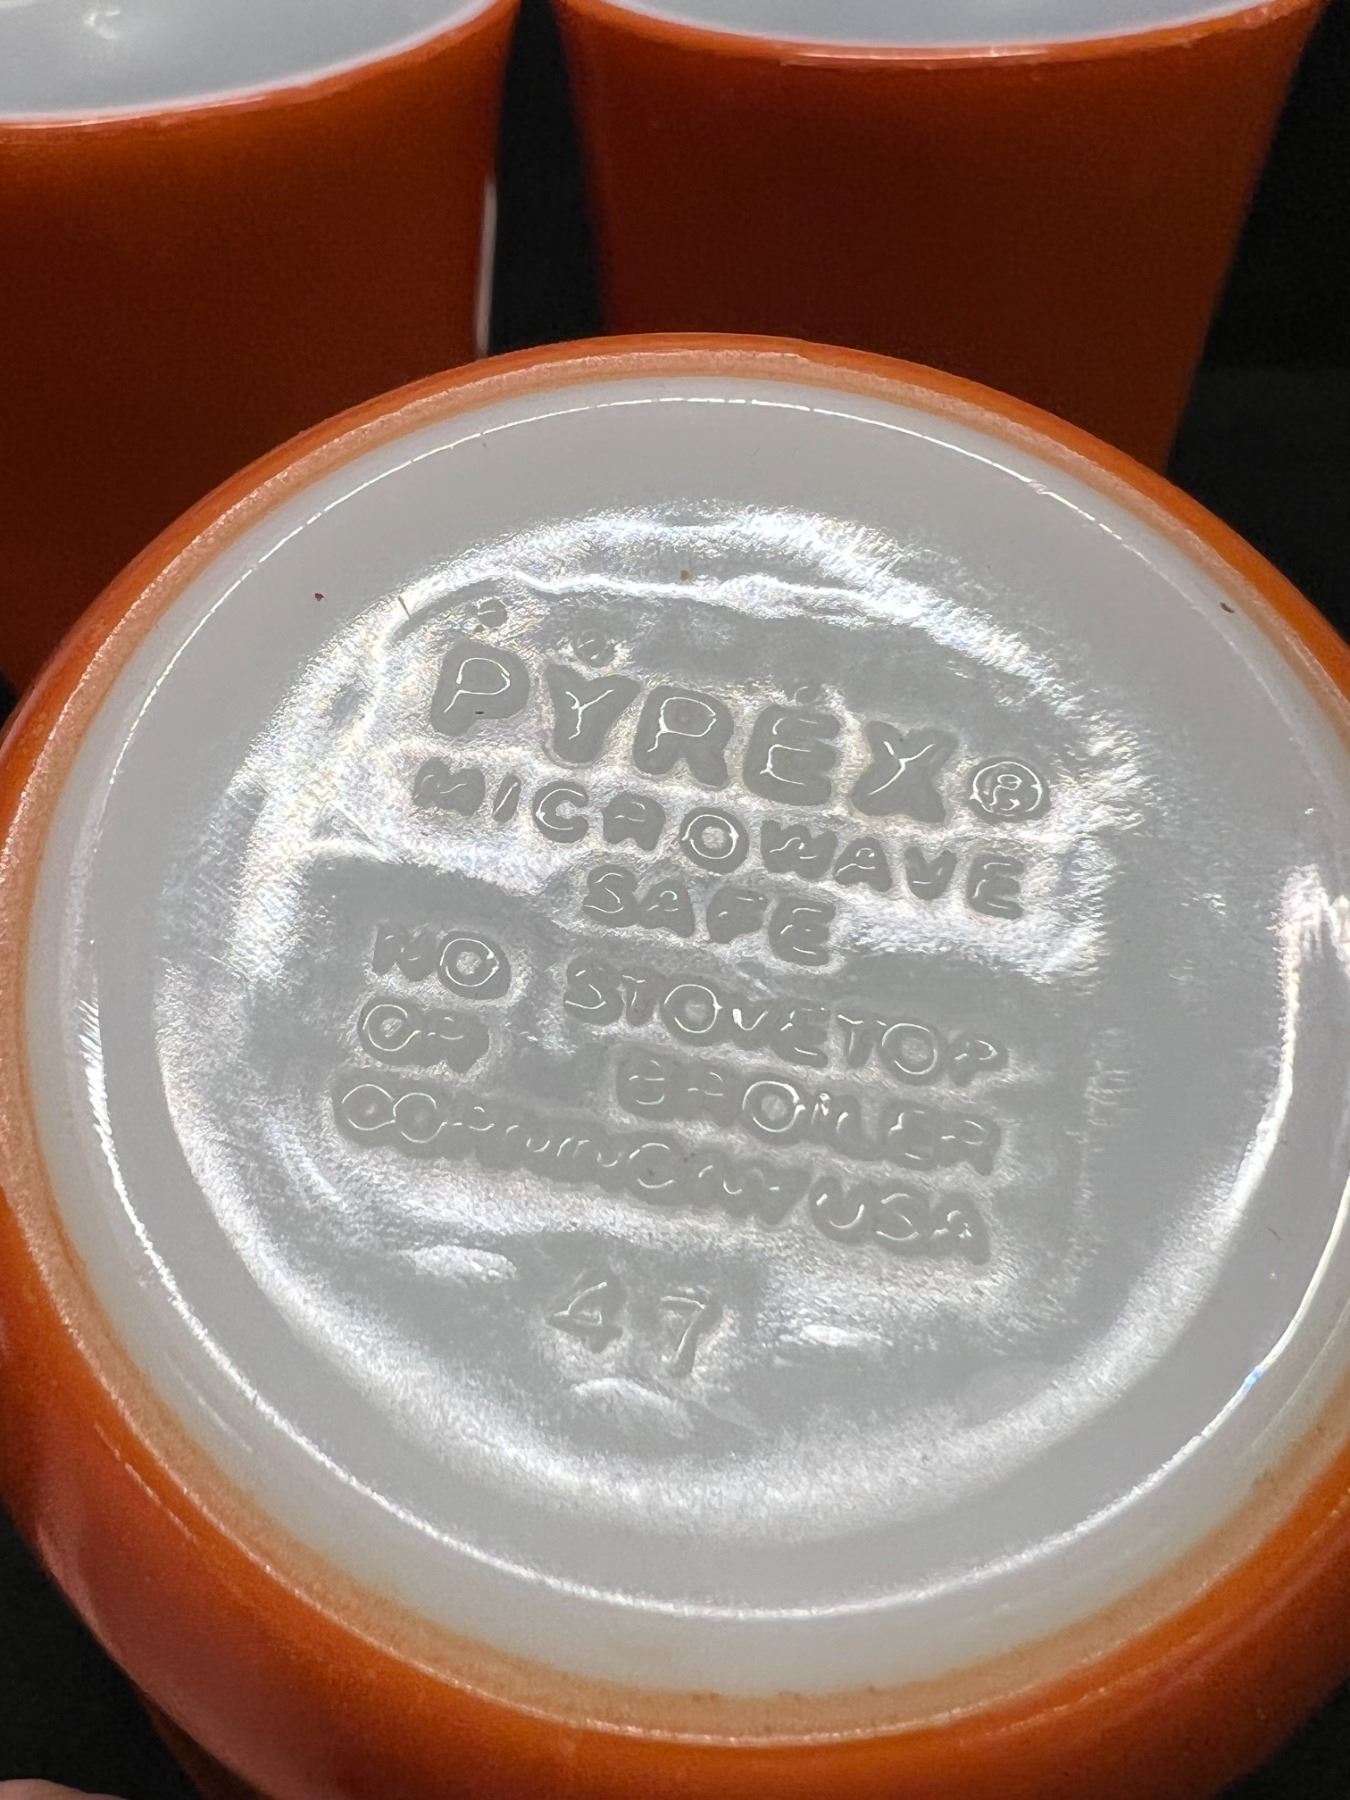 PYREX®
MICROWAVE
SAFE
NO STOVETOP
OR BROILER
CORNING NY USA
47